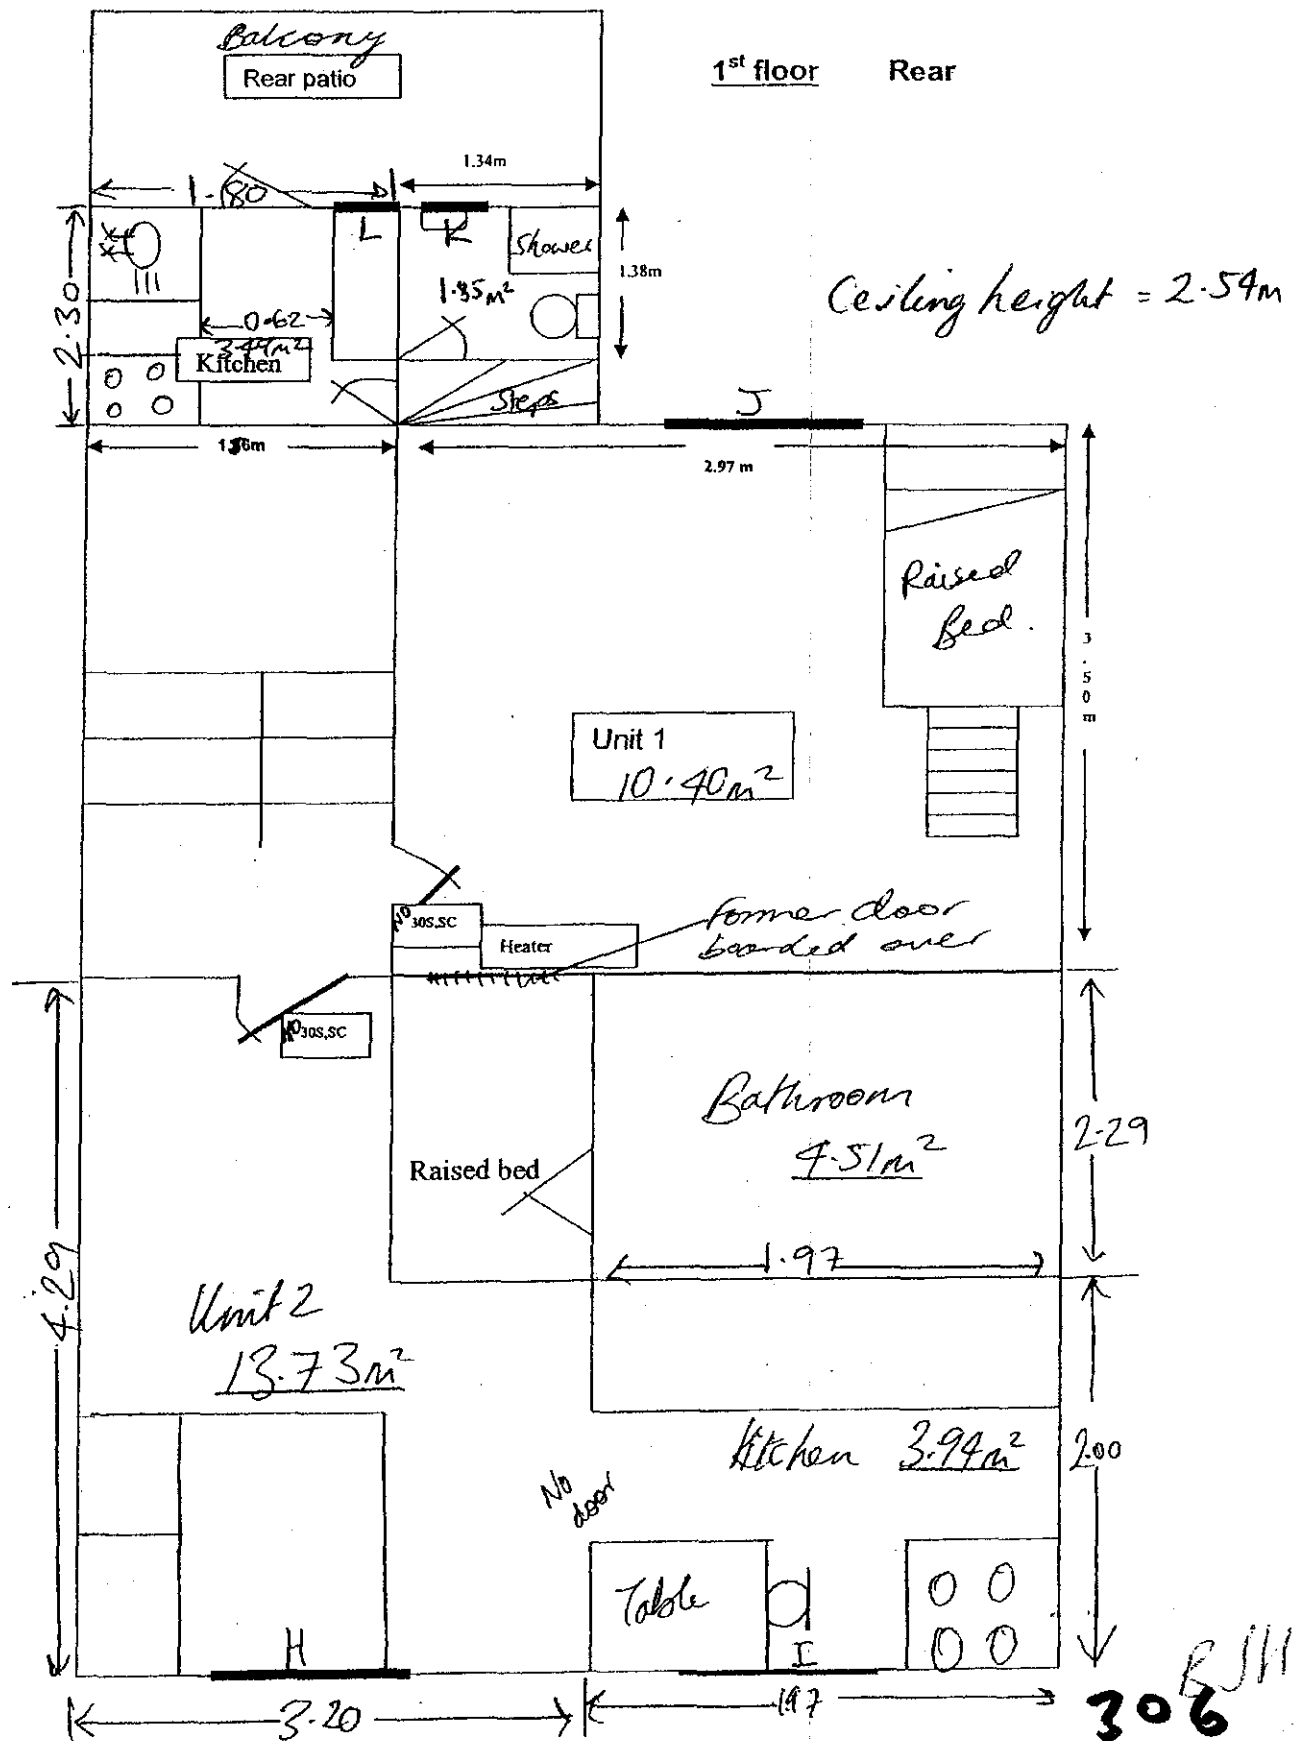 Balcony
Rear patio
1st floor Rear
1.34m
1.80
L
K
Shower
1.38m
1.85m²
2.30
0.62
3.44m²
Kitchen
Ceiling height = 2.54m
Steps
J
2.97 m
Raised
Bed.
3.50m
Unit 1
10.40m²
Former door
boarded over
NO 30S,SC
Heater
30S,SC
Bathroom
4.51m²
2.29
Raised bed
1.97
4.29
Unit 2
13.73m²
Kitchen 3.94m²
2.00
No
door
Table
H
I
3.20
1.97
306